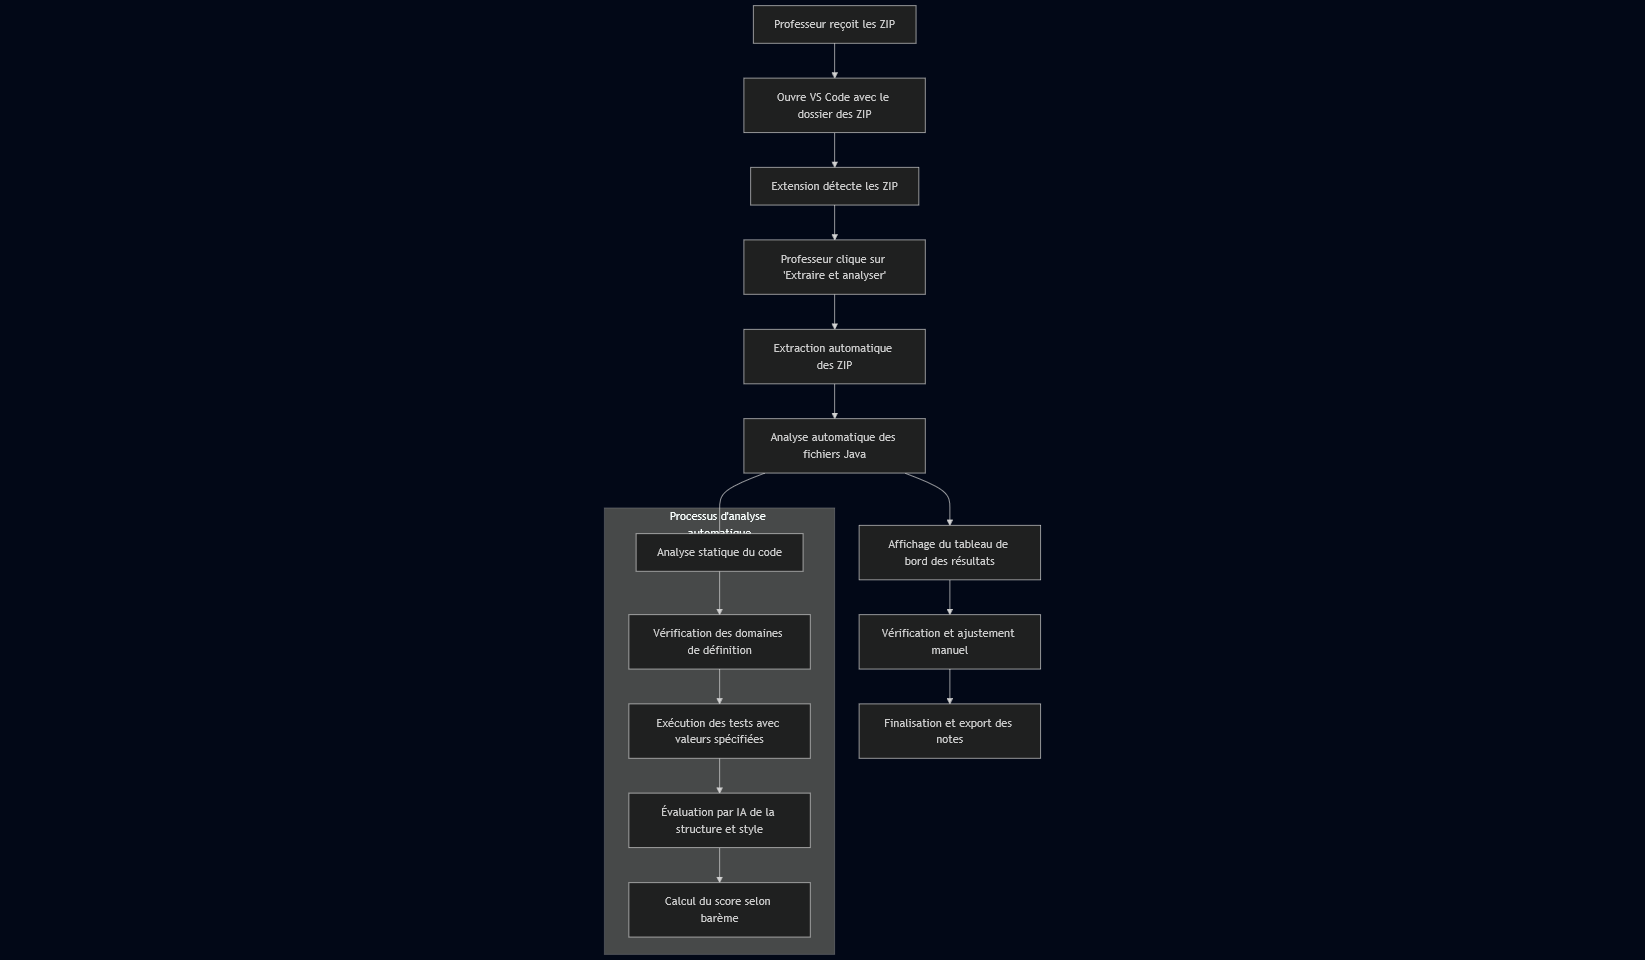 Professeur reçoit les ZIP
Ouvre VS Code avec le
dossier des ZIP
Extension détecte les ZIP
Professeur clique sur
'Extraire et analyser'
Extraction automatique
des ZIP
Analyse automatique des
fichiers Java
Processus d'analyse
automatique
Analyse statique du code
Vérification des domaines
de définition
Exécution des tests avec
valeurs spécifiées
Évaluation par IA de la
structure et style
Calcul du score selon
barème
Affichage du tableau de
bord des résultats
Vérification et ajustement
manuel
Finalisation et export des
notes